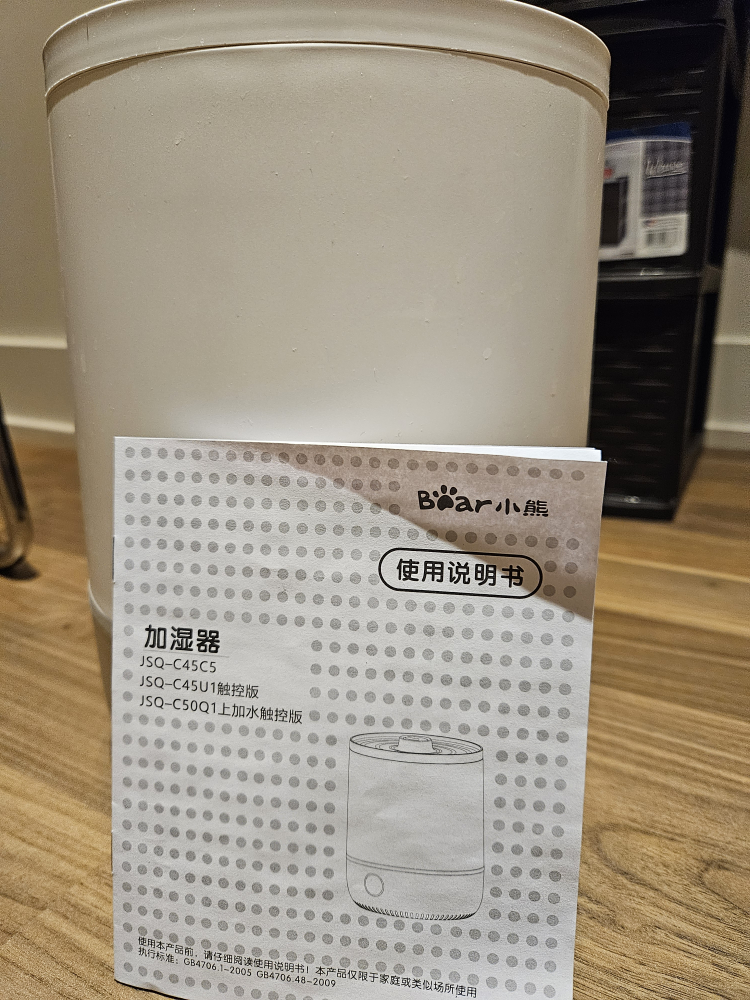 Bear小熊
使用说明书
加湿器
JSQ-C45C5
JSQ-C45U1触控版
JSQ-C50Q1上加水触控版
使用本产品前，请仔细阅读使用说明书！本产品仅限于家庭或类似场所使用
执行标准：GB4706.1-2005 GB4706.48-2009